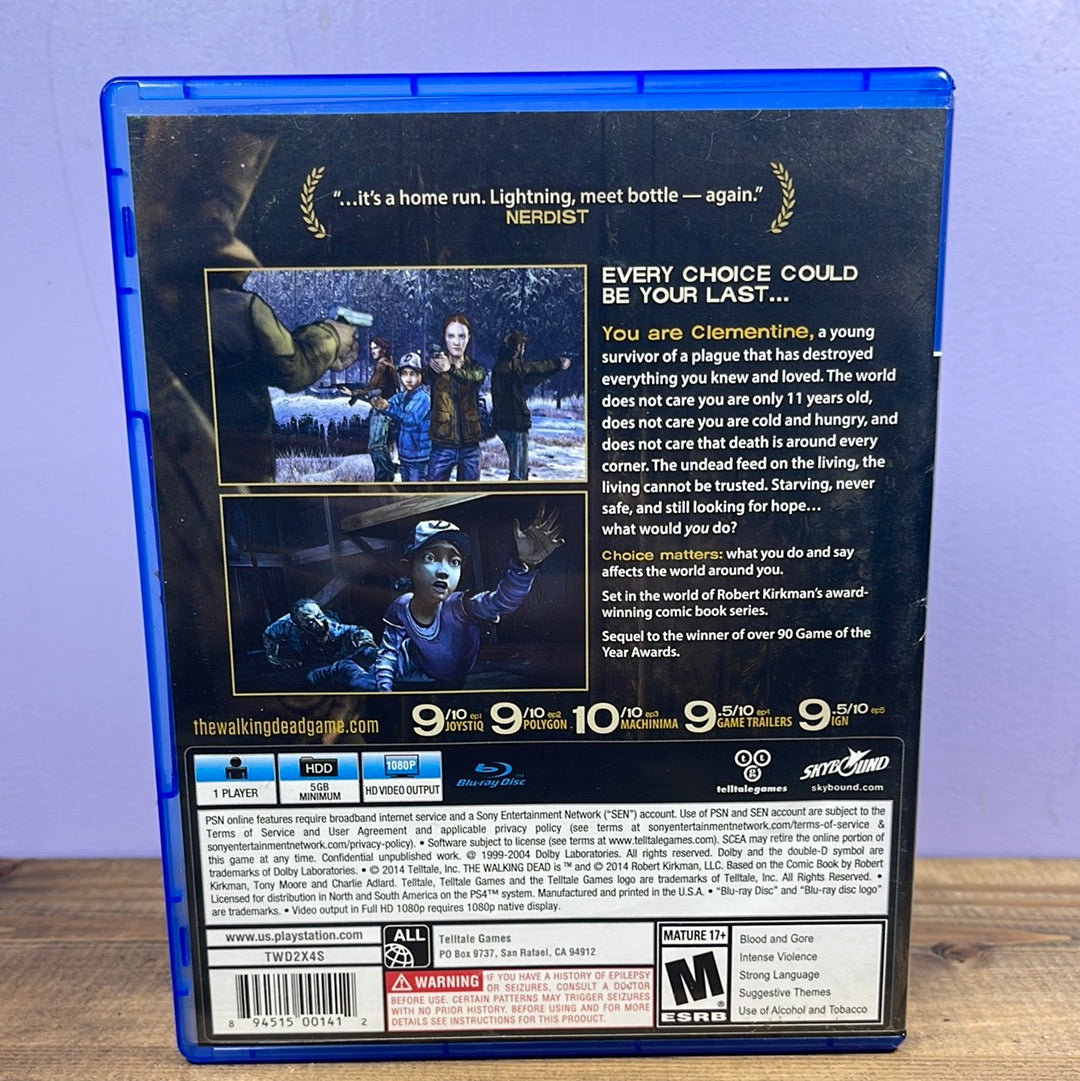 “...it’s a home run. Lightning, meet bottle — again.”
NERDIST
EVERY CHOICE COULD
BE YOUR LAST...
You are Clementine, a young
survivor of a plague that has destroyed
everything you knew and loved. The world
does not care you are only 11 years old,
does not care you are cold and hungry, and
does not care that death is around every
corner. The undead feed on the living, the
living cannot be trusted. Starving, never
safe, and still looking for hope...
what would you do?
Choice matters: what you do and say
affects the world around you.
Set in the world of Robert Kirkman’s award-
winning comic book series.
Sequel to the winner of over 90 Game of the
Year Awards.
thewalkingdeadgame.com
9/10 ep1 JOYSTIQ
9/10 ep2 POLYGON
10/10 ep3 MACHINIMA
9.5/10 ep4 GAME TRAILERS
9.5/10 ep5 IGN
1 PLAYER
HDD
5GB
MINIMUM
1080P
HD VIDEO OUTPUT
Blu-ray Disc™
ttg
telltalegames
SKYBOUND
skybound.com
PSN online features require broadband internet service and a Sony Entertainment Network (“SEN”) account. Use of PSN and SEN account are subject to the
Terms of Service and User Agreement and applicable privacy policy (see terms at sonyentertainmentnetwork.com/terms-of-service &
sonyentertainmentnetwork.com/privacy-policy). • Software subject to license (see terms at www.telltalegames.com). SCEA may retire the online portion of
this game at any time. Confidential unpublished work. @ 1999-2004 Dolby Laboratories. All rights reserved. Dolby and the double-D symbol are
trademarks of Dolby Laboratories. • © 2014 Telltale, Inc. THE WALKING DEAD is ™ and © 2014 Robert Kirkman, LLC. Based on the Comic Book by Robert
Kirkman, Tony Moore and Charlie Adlard. Telltale, Telltale Games and the Telltale Games logo are trademarks of Telltale, Inc. All Rights Reserved. •
Licensed for distribution in North and South America on the PS4™ system. Manufactured and printed in the U.S.A. • “Blu-ray Disc” and “Blu-ray disc logo”
are trademarks. • Video output in Full HD 1080p requires 1080p native display.
www.us.playstation.com
TWD2X4S
ALL
Telltale Games
PO Box 9737, San Rafael, CA 94912
WARNING IF YOU HAVE A HISTORY OF EPILEPSY
OR SEIZURES, CONSULT A DOCTOR
BEFORE USE. CERTAIN PATTERNS MAY TRIGGER SEIZURES
WITH NO PRIOR HISTORY. BEFORE USING AND FOR MORE
DETAILS SEE INSTRUCTIONS FOR THIS PRODUCT.
8 94515 00141 2
MATURE 17+
M®
ESRB
Blood and Gore
Intense Violence
Strong Language
Suggestive Themes
Use of Alcohol and Tobacco